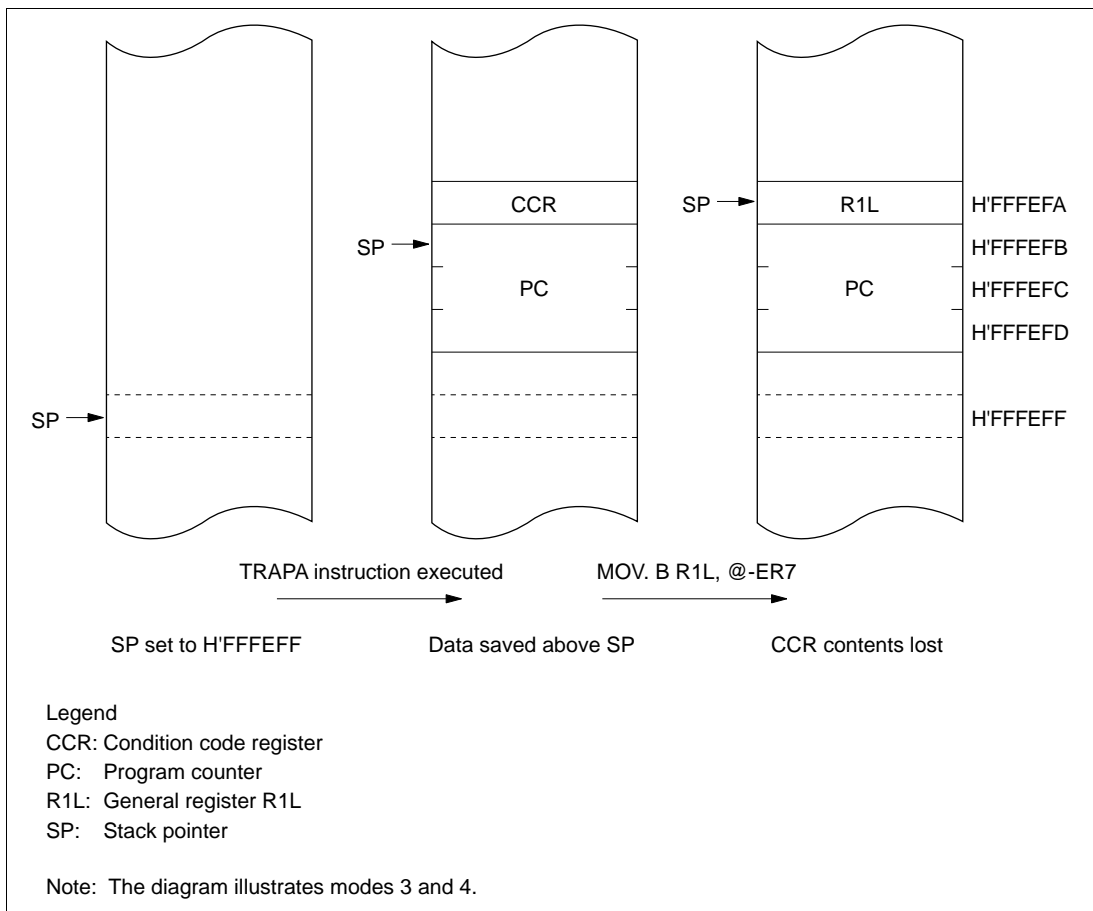 CCR
SP
R1L
H'FFFEFA
SP
H'FFFEFB
PC
PC
H'FFFEFC
H'FFFEFD
SP
H'FFFEFF
TRAPA instruction executed
MOV. B R1L, @-ER7
SP set to H'FFFEFF
Data saved above SP
CCR contents lost
Legend
CCR: Condition code register
PC: Program counter
R1L: General register R1L
SP: Stack pointer
Note: The diagram illustrates modes 3 and 4.